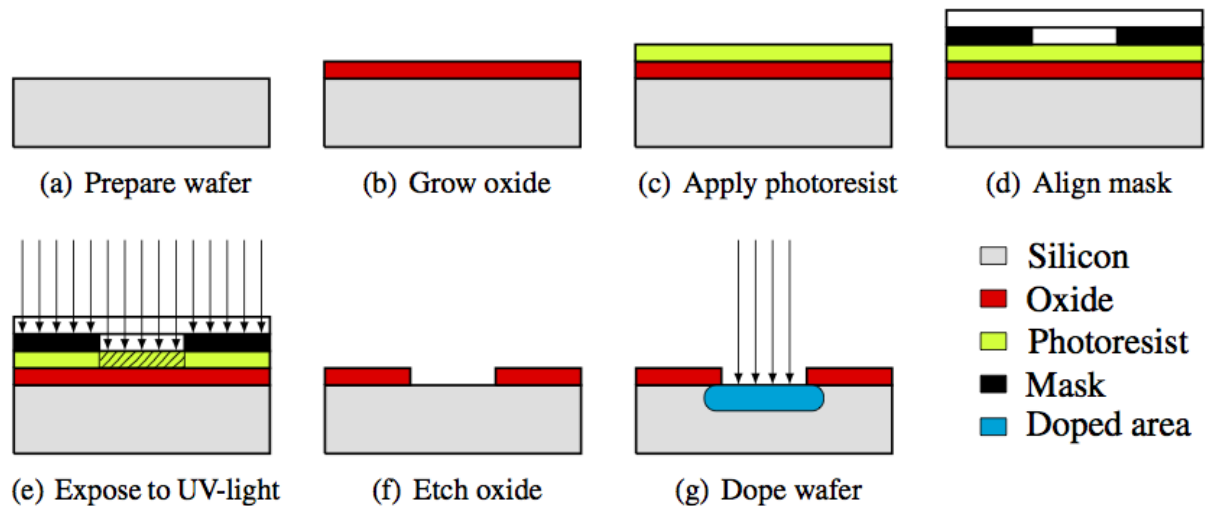 (a) Prepare wafer
(b) Grow oxide
(c) Apply photoresist
(d) Align mask
(e) Expose to UV-light
(f) Etch oxide
(g) Dope wafer
Silicon
Oxide
Photoresist
Mask
Doped area